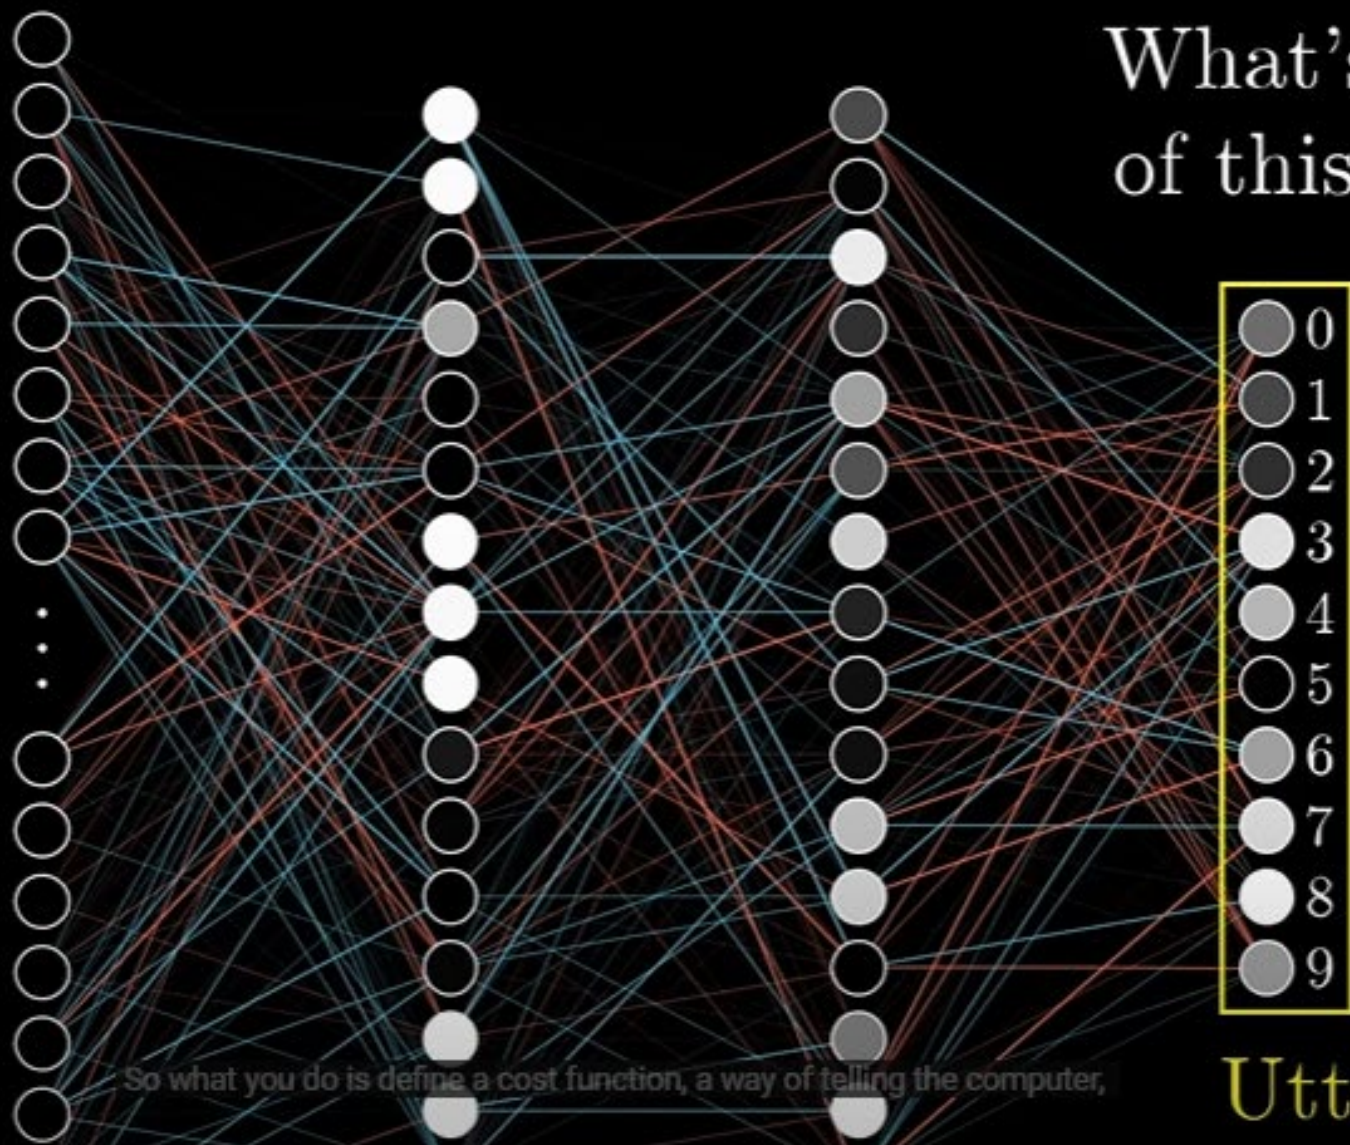 What's
of this
0
1
2
3
4
5
6
7
8
9
So what you do is define a cost function, a way of telling the computer,
Utt